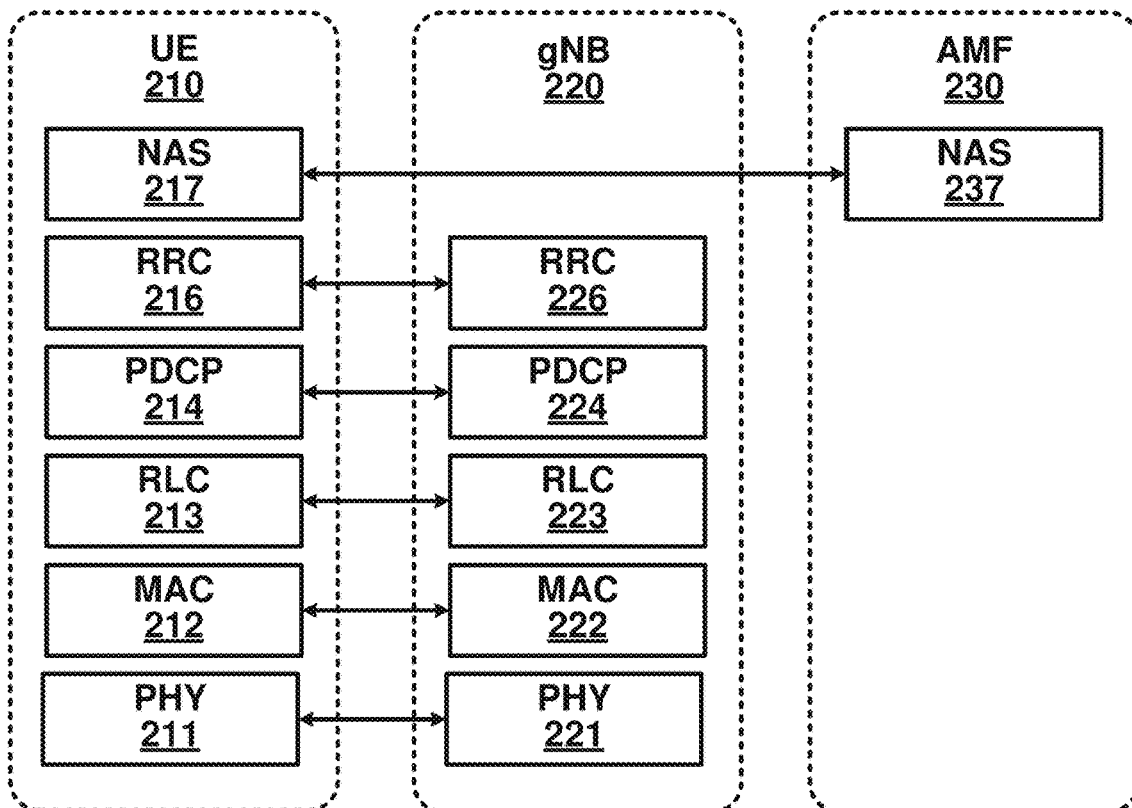 UE
210
gNB
220
AMF
230
NAS
217
NAS
237
RRC
216
RRC
226
PDCP
214
PDCP
224
RLC
213
RLC
223
MAC
212
MAC
222
PHY
211
PHY
221